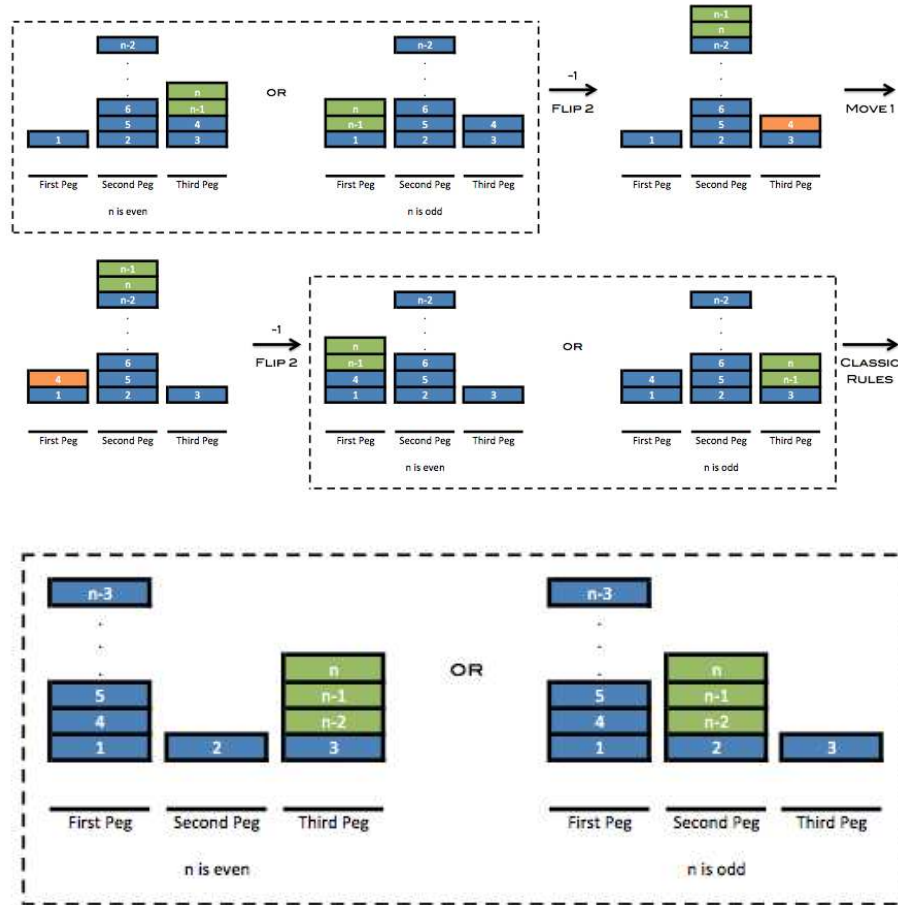 n-1
n-2 n-2 n
n-2
n
6 n-1 OR n 6 -1 6
5 4 n-1 5 4 FLIP 2 5 4 MOVE 1
1 2 3 1 2 3 1 2 3
First Peg Second Peg Third Peg First Peg Second Peg Third Peg First Peg Second Peg Third Peg
n is even n is odd
n-1
n
n-2 n-2 n-2
-1
n OR
6 n-1 6 6 n
4 5 FLIP 2 4 5 4 5 n-1 CLASSIC
1 2 3 1 2 3 1 2 3 RULES
First Peg Second Peg Third Peg First Peg Second Peg Third Peg First Peg Second Peg Third Peg
n is even n is odd
n-3 n-3
n OR n
5 n-1 5 n-1
4 n-2 4 n-2
1 2 3 1 2 3
First Peg Second Peg Third Peg First Peg Second Peg Third Peg
n is even n is odd